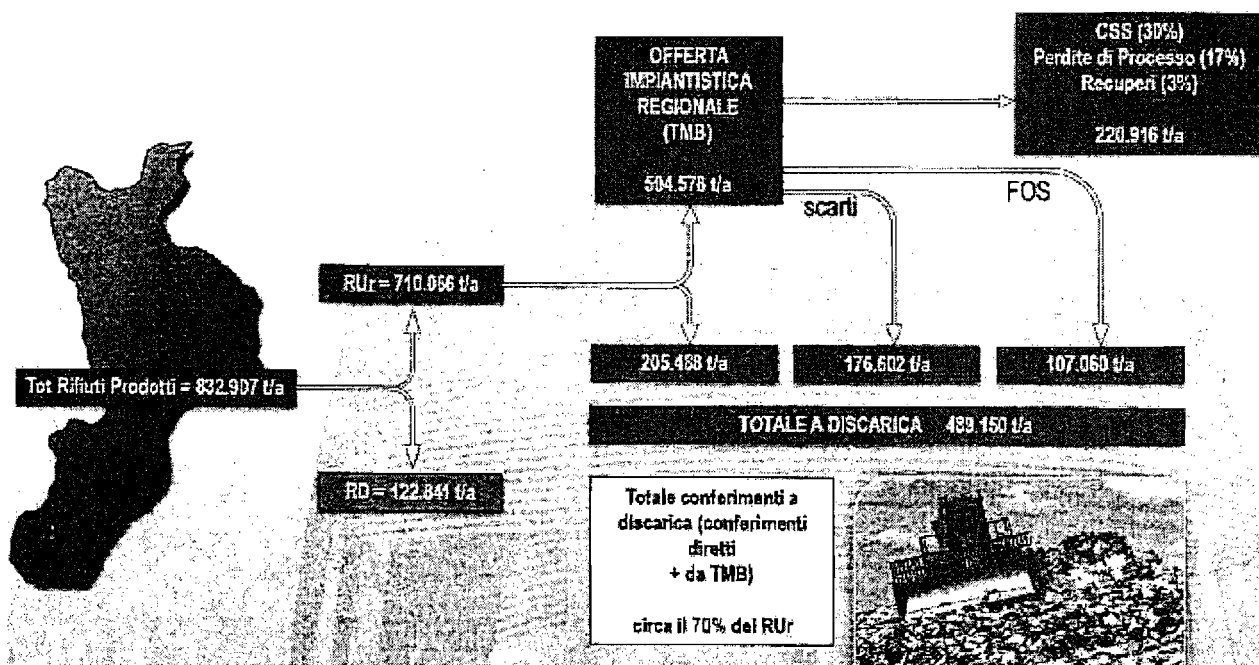 CSS (30%)
Perdite di Processo (17%)
Recuperi (3%)
220.916 t/a
OFFERTA
IMPIANTISTICA
REGIONALE
(TMB)
504.578 t/a
scarti
FOS
RUr = 710.066 t/a
Tot Rifiuti Prodotti = 832.907 t/a
RD = 122.841 t/a
205.488 t/a
176.602 t/a
107.060 t/a
TOTALE A DISCARICA 489.150 t/a
Totale conferimenti a
discarica (conferimenti
diretti
+ da TMB)
circa il 70% del RUr